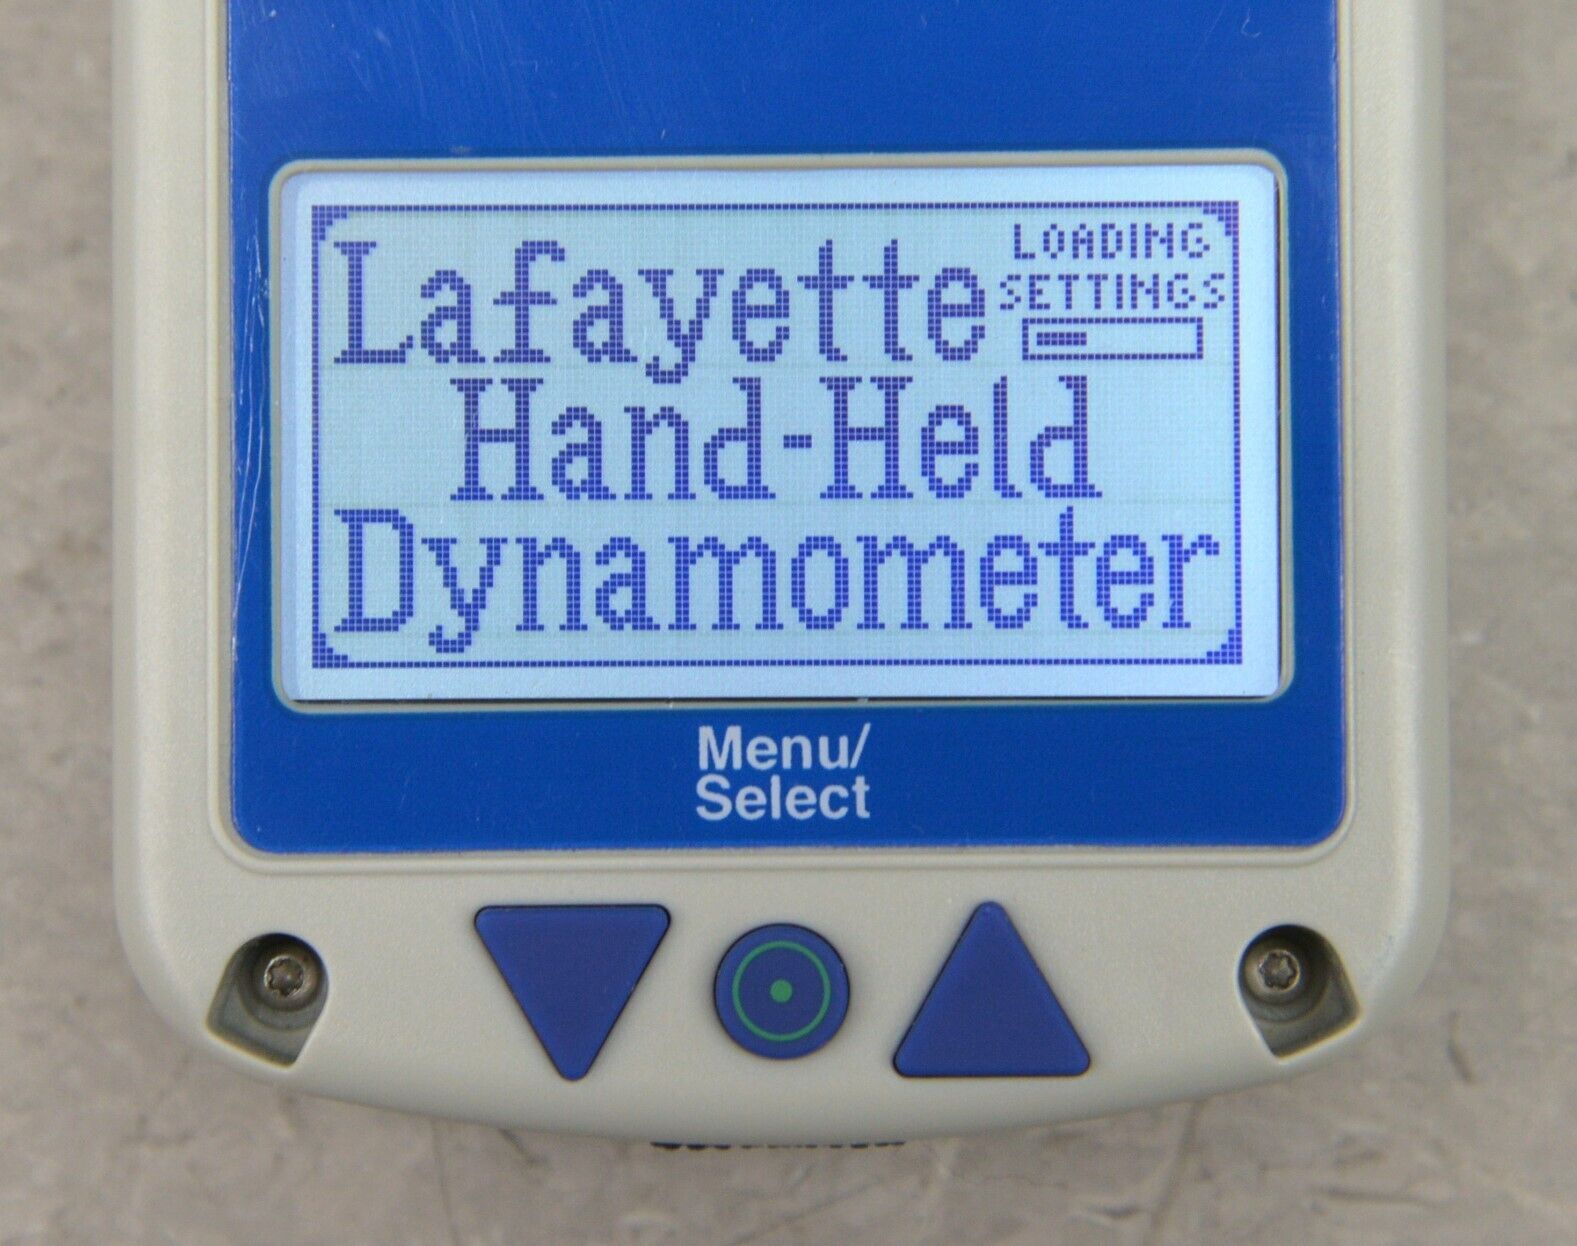 Lafayette
LOADING
SETTINGS
Hand-Held
Dynamometer
Menu/
Select